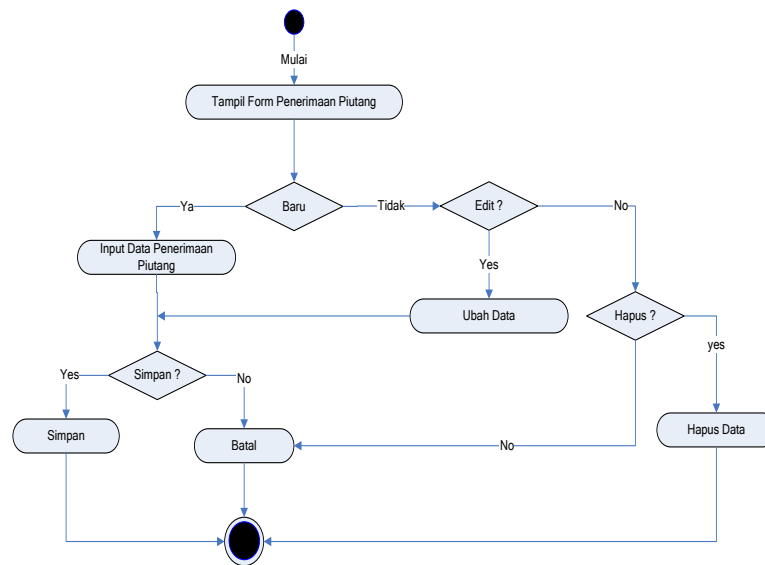 Mulai
Tampil Form Penerimaan Piutang
Ya
Baru
Tidak
Edit ?
No
Input Data Penerimaan
Piutang
Yes
Ubah Data
Hapus ?
yes
Yes
Simpan ?
No
Simpan
Batal
No
Hapus Data